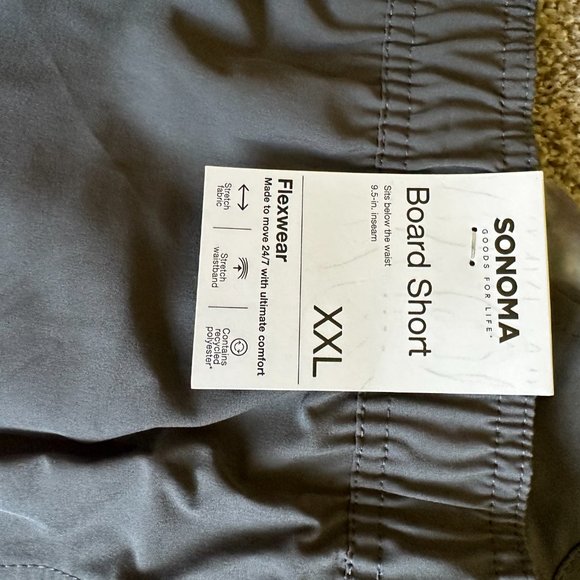 SONOMA
GOODS FOR LIFE®
Board Short
Sits below the waist
9.5-in. inseam
XXL
Flexwear
Made to move 24/7 with ultimate comfort
Stretch
fabric
Stretch
waistband
Contains
recycled
polyester*